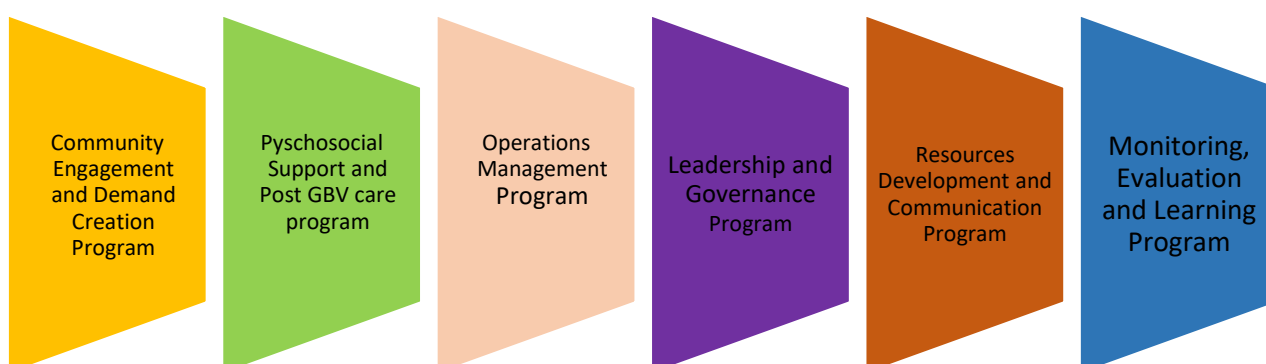 Community
Engagement
and Demand
Creation
Program
Pyschosocial
Support and
Post GBV care
program
Operations
Management
Program
Leadership and
Governance
Program
Resources
Development and
Communication
Program
Monitoring,
Evaluation
and Learning
Program